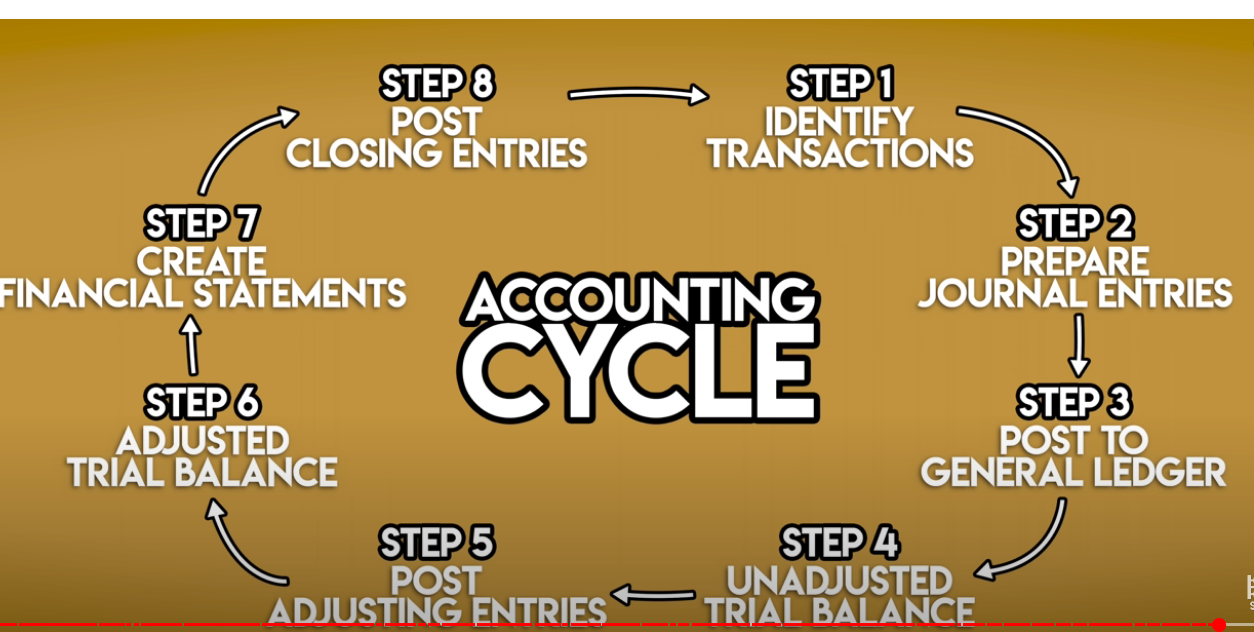 STEP 8
POST
CLOSING ENTRIES
STEP 1
IDENTIFY
TRANSACTIONS
STEP 7
CREATE
FINANCIAL STATEMENTS
STEP 2
PREPARE
JOURNAL ENTRIES
ACCOUNTING
CYCLE
STEP 6
ADJUSTED
TRIAL BALANCE
STEP 3
POST TO
GENERAL LEDGER
STEP 5
POST
ADJUSTING ENTRIES
STEP 4
UNADJUSTED
TRIAL BALANCE